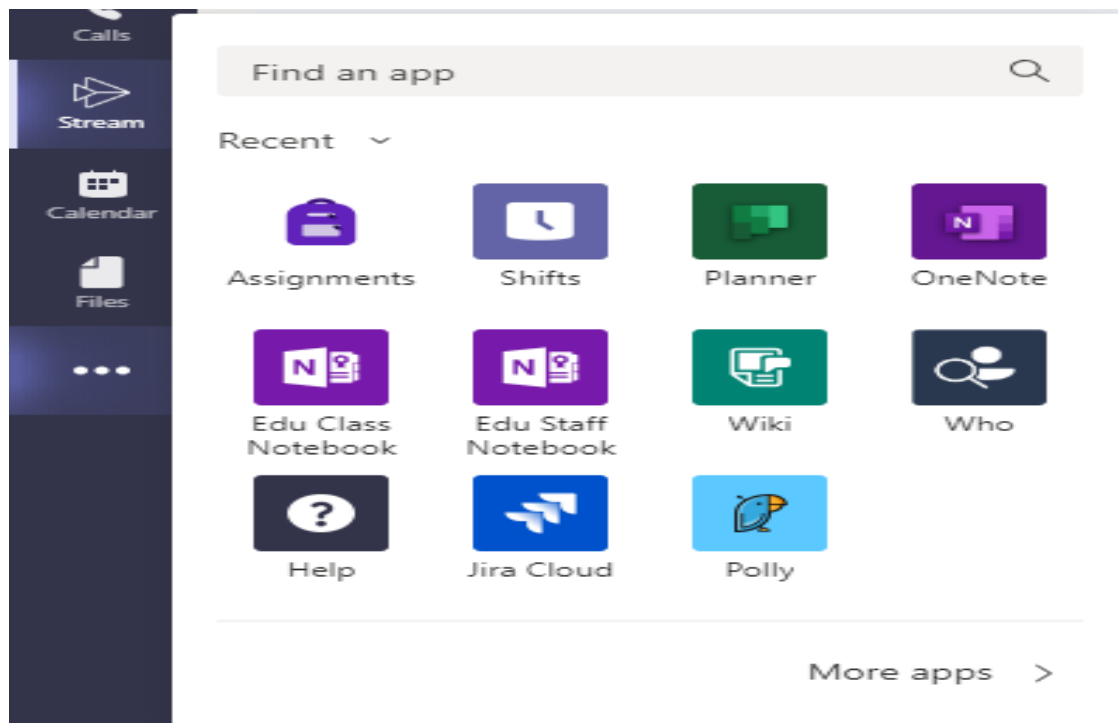 Calls
Stream
Calendar
Files
Find an app
Recent
Assignments
Shifts
Planner
OneNote
N
N
N
Edu Class
Notebook
Edu Staff
Notebook
Wiki
Who
?
Help
Jira Cloud
Polly
More apps